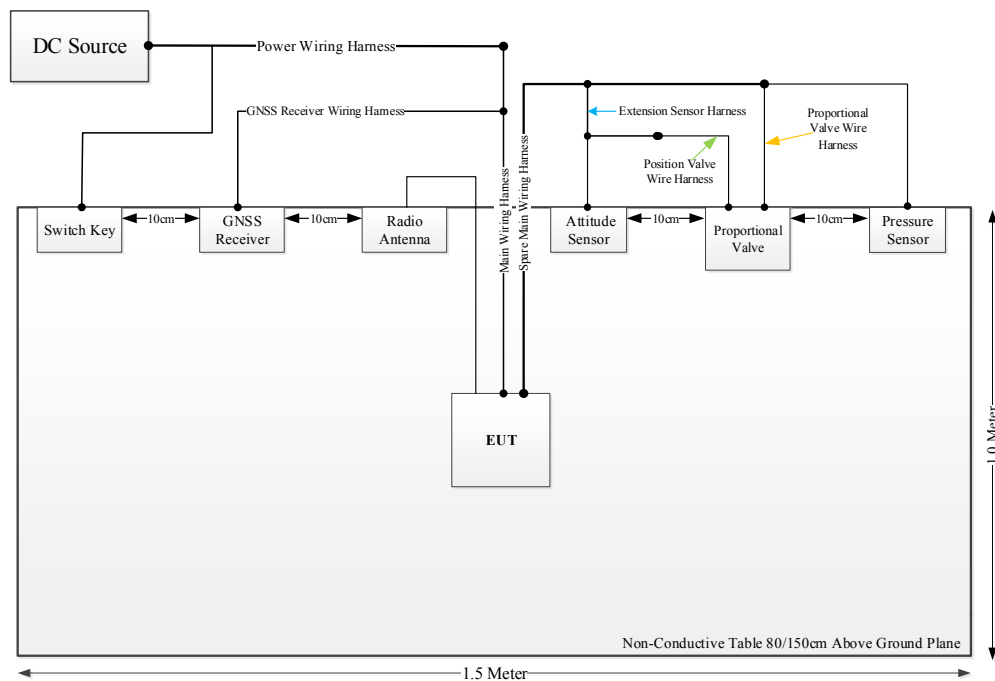 DC Source
Power Wiring Harness
GNSS Receiver Wiring Harness
Extension Sensor Harness
Proportional
Valve Wire
Harness
Position Valve
Wire Harness
Main Wiring Harness
Spare Main Wiring Harness
Switch Key
10cm
GNSS
Receiver
10cm
Radio
Antenna
Attitude
Sensor
10cm
Proportional
Valve
10cm
Pressure
Sensor
EUT
1.0 Meter
Non-Conductive Table 80/150cm Above Ground Plane
1.5 Meter